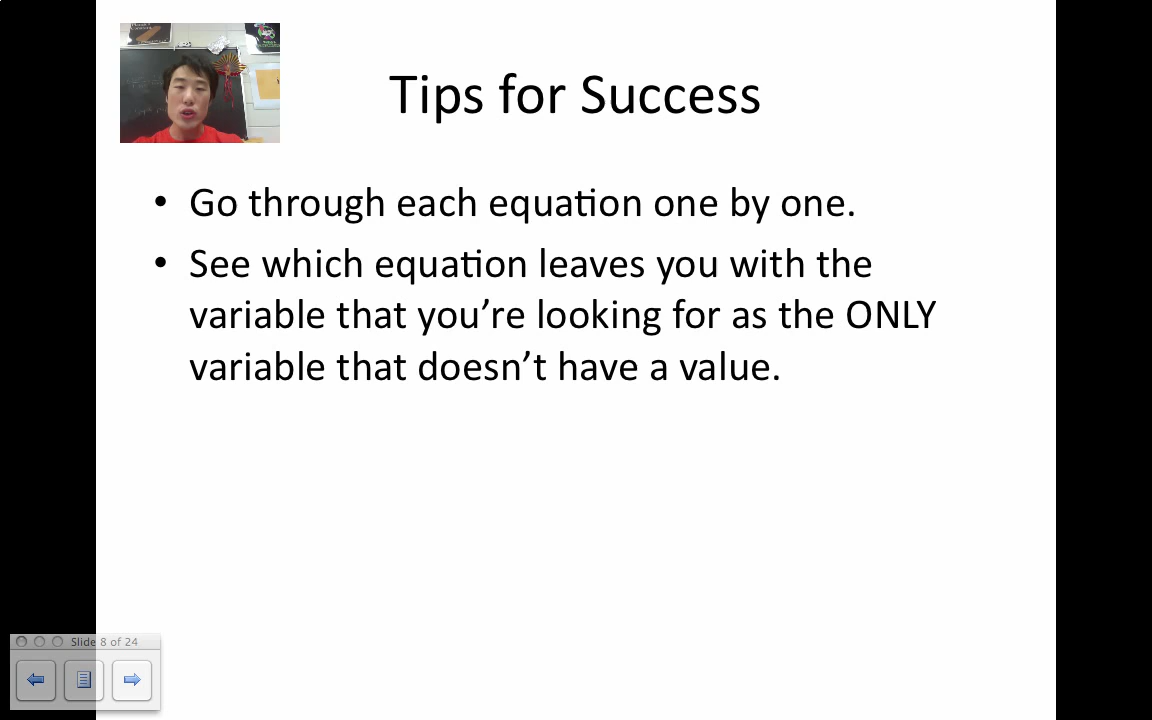 Tips for Success
• Go through each equation one by one.
• See which equation leaves you with the
variable that you’re looking for as the ONLY
variable that doesn’t have a value.
Slide 8 of 24